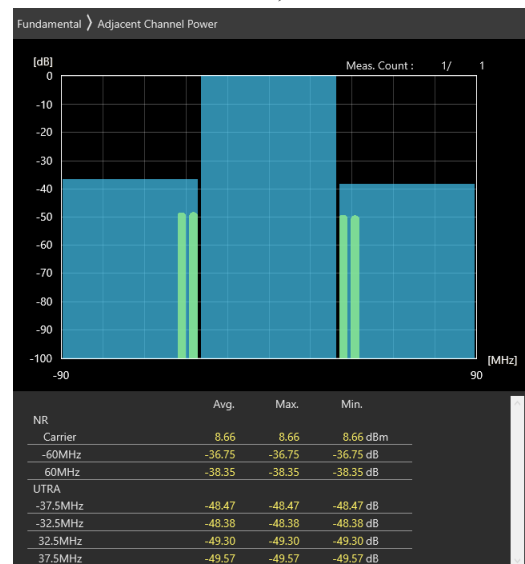 Fundamental 〉 Adjacent Channel Power
[dB]
Meas. Count : 1/ 1
0
-10
-20
-30
-40
-50
-60
-70
-80
-90
-100
[MHz]
-90 90
Avg. Max. Min.
NR
Carrier 8.66 8.66 8.66 dBm
-60MHz -36.75 -36.75 -36.75 dB
60MHz -38.35 -38.35 -38.35 dB
UTRA
-37.5MHz -48.47 -48.47 -48.47 dB
-32.5MHz -48.38 -48.38 -48.38 dB
32.5MHz -49.30 -49.30 -49.30 dB
37.5MHz -49.57 -49.57 -49.57 dB